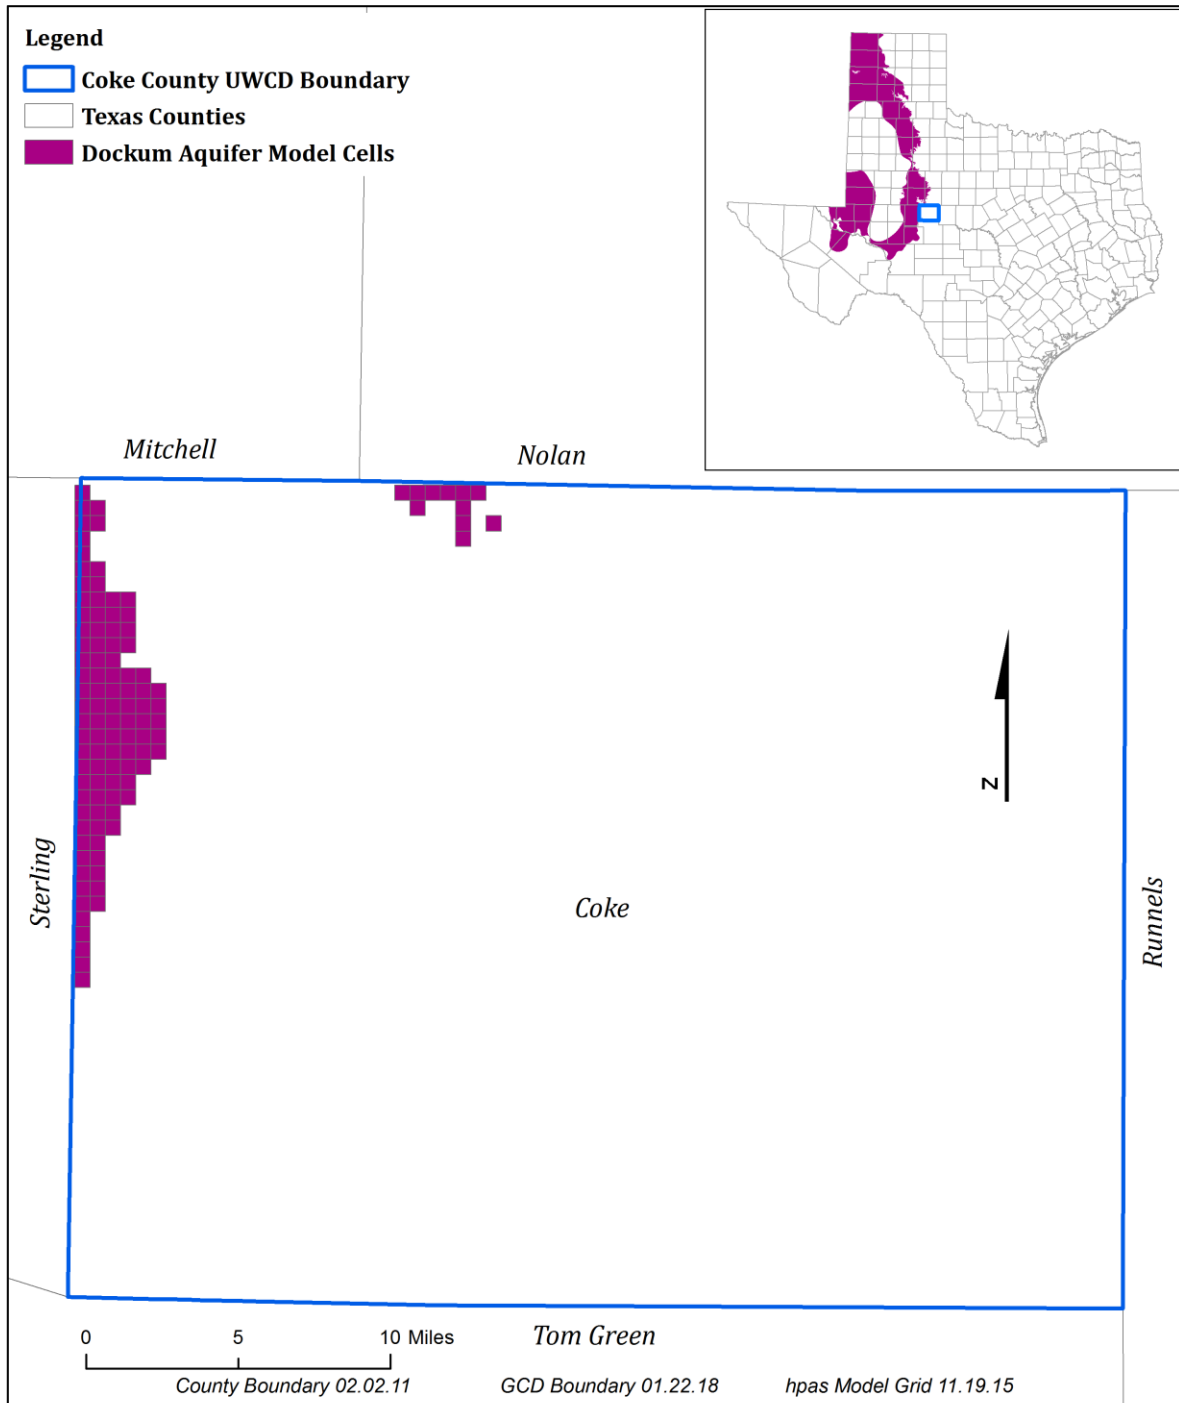 Legend
Coke County UWCD Boundary
Texas Counties
Dockum Aquifer Model Cells
Mitchell
Nolan
Sterling
Coke
Runnels
N
0 5 10 Miles
Tom Green
County Boundary 02.02.11 GCD Boundary 01.22.18 hpas Model Grid 11.19.15